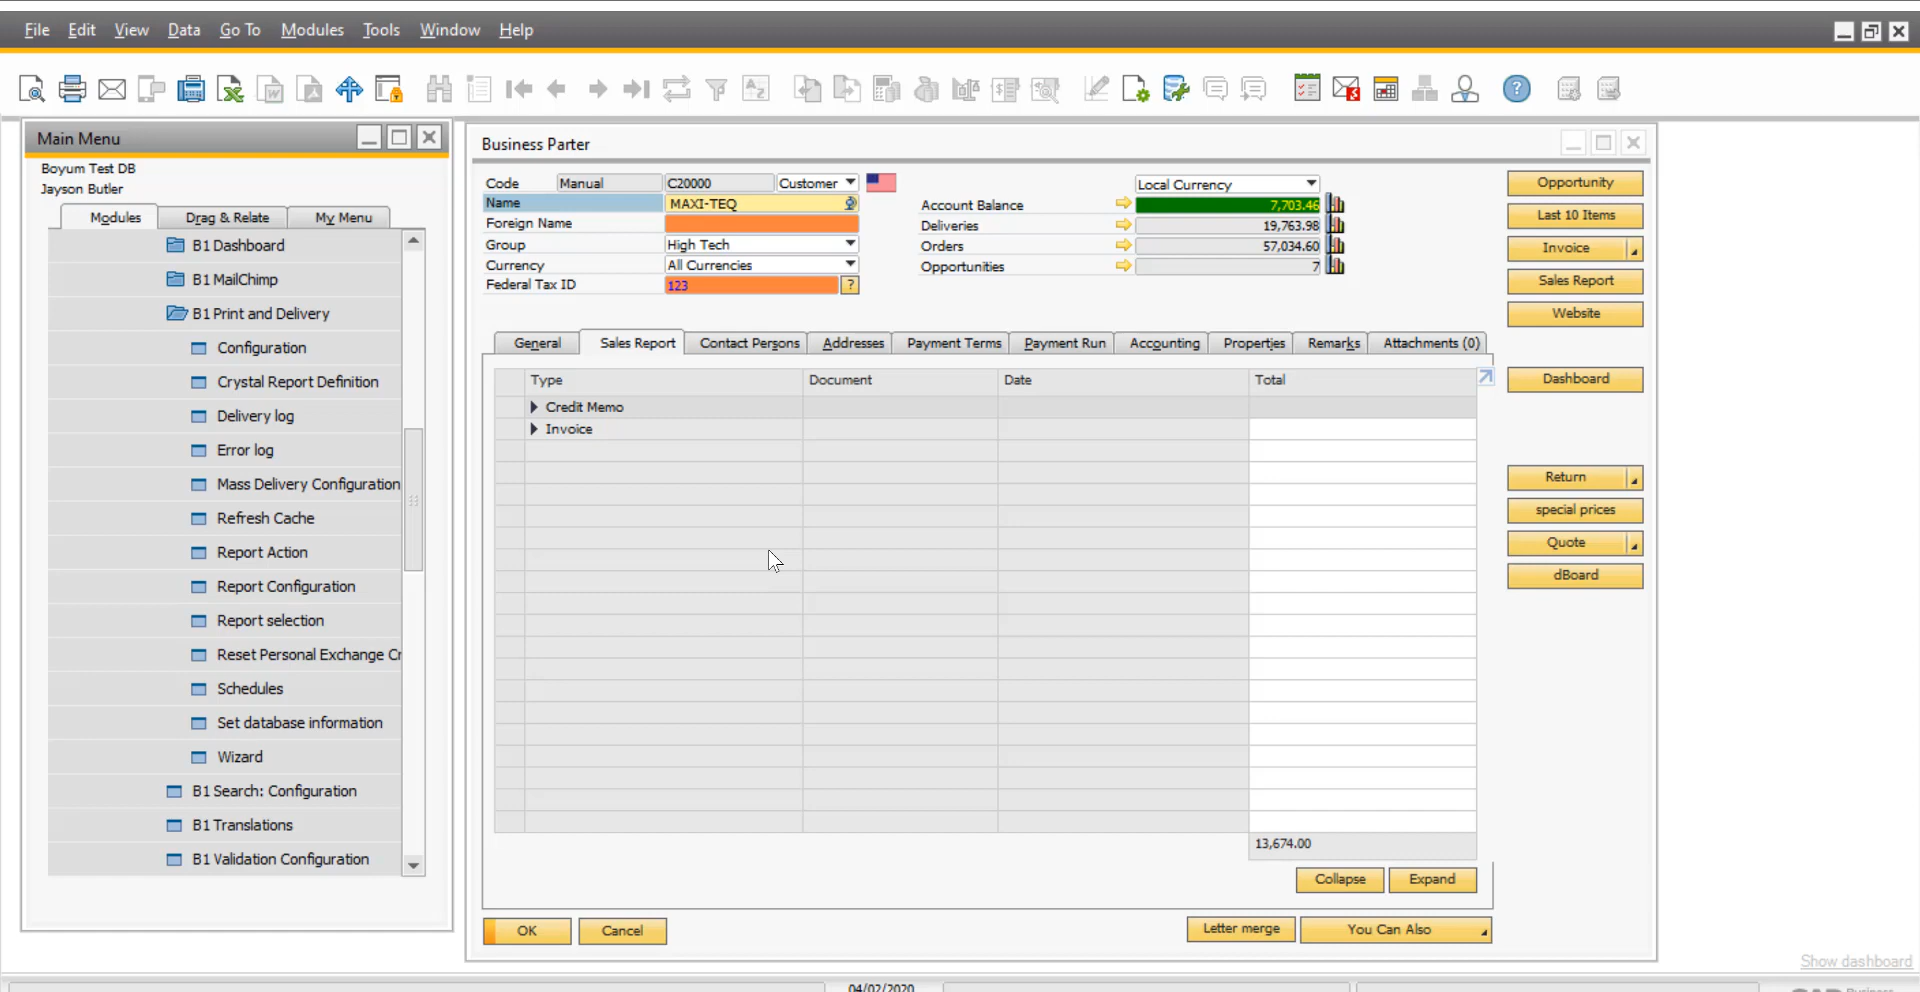 File Edit View Data Go To Modules Tools Window Help
Main Menu
Boyum Test DB
Jayson Butler
Modules Drag & Relate My Menu
B1 Dashboard
B1 MailChimp
B1 Print and Delivery
Configuration
Crystal Report Definition
Delivery log
Error log
Mass Delivery Configuration
Refresh Cache
Report Action
Report Configuration
Report selection
Reset Personal Exchange Cr
Schedules
Set database information
Wizard
B1 Search: Configuration
B1 Translations
B1 Validation Configuration
Business Parter
Code Manual C20000 Customer
Name MAXI-TEQ
Foreign Name
Group High Tech
Currency All Currencies
Federal Tax ID 123 ?
Local Currency
Account Balance 7,703.46
Deliveries 19,763.98
Orders 57,034.60
Opportunities 7
General Sales Report Contact Persons Addresses Payment Terms Payment Run Accounting Properties Remarks Attachments (0)
Type Document Date Total
Credit Memo
Invoice
13,674.00
Collapse Expand
OK Cancel Letter merge You Can Also
Opportunity
Last 10 Items
Invoice
Sales Report
Website
Dashboard
Return
special prices
Quote
dBoard
Show dashboard
04/02/2020